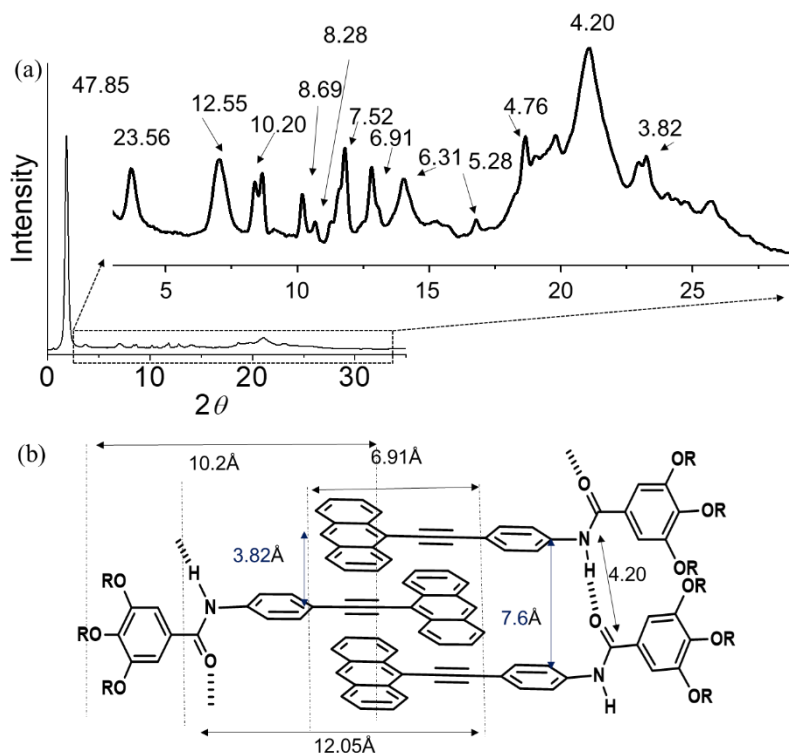 (a)
47.85
23.56
12.55
10.20
8.69
8.28
7.52
6.91
6.31
5.28
4.76
4.20
3.82
Intensity
5 10 15 20 25
0 10 20 30
2θ
(b)
10.2Å
6.91Å
3.82Å
7.6Å
4.20
12.05Å
O
OR
OR
OR
N
H
H
N
RO
RO
RO
O
O
RO
OR
OR
N
H